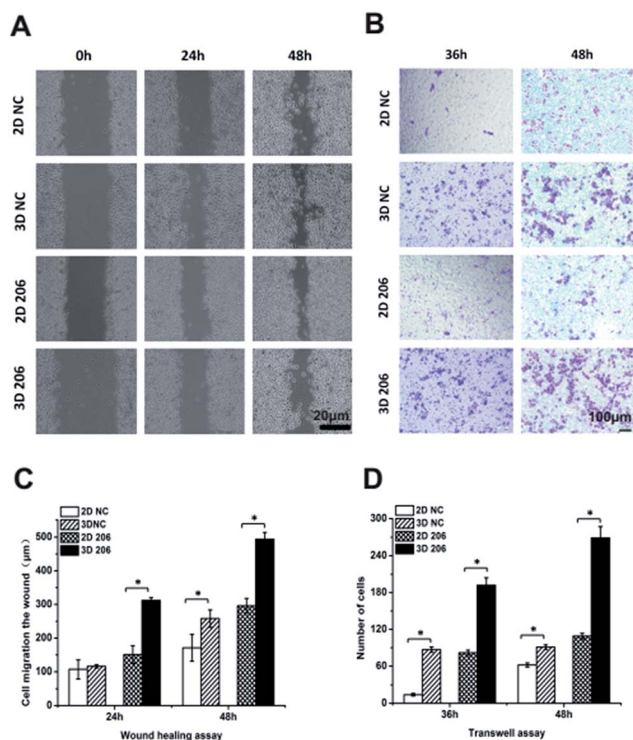 A
0h 24h 48h
2D NC
3D NC
2D 206
3D 206
20μm
B
36h 48h
2D NC
3D NC
2D 206
3D 206
100μm
C
2D NC
3DNC
2D 206
3D 206
Cell migration the wound（μm）
500
400
300
200
100
0
* * *
24h 48h
Wound healing assay
D
2D NC
3D NC
2D 206
3D 206
Number of cells
300
240
180
120
60
0
* * * *
36h 48h
Transwell assay